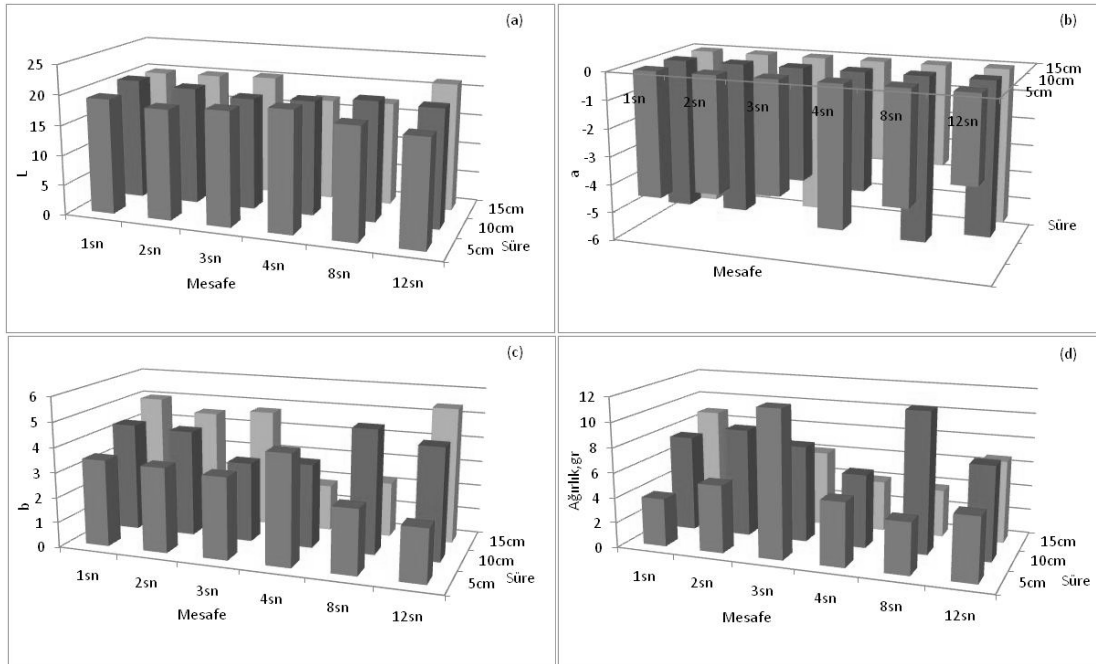 (a)
25
20
15
10
5
0
L
1sn
2sn
3sn
4sn
8sn
12sn
Mesafe
15cm
10cm
5cm
Süre
(b)
0
-1
-2
-3
-4
-5
-6
a
1sn
2sn
3sn
4sn
8sn
12sn
Mesafe
15cm
10cm
5cm
Süre
(c)
6
5
4
3
2
1
0
b
1sn
2sn
3sn
4sn
8sn
12sn
Mesafe
15cm
10cm
5cm
Süre
(d)
12
10
8
6
4
2
0
Ağırlık,gr
1sn
2sn
3sn
4sn
8sn
12sn
Mesafe
15cm
10cm
5cm
Süre